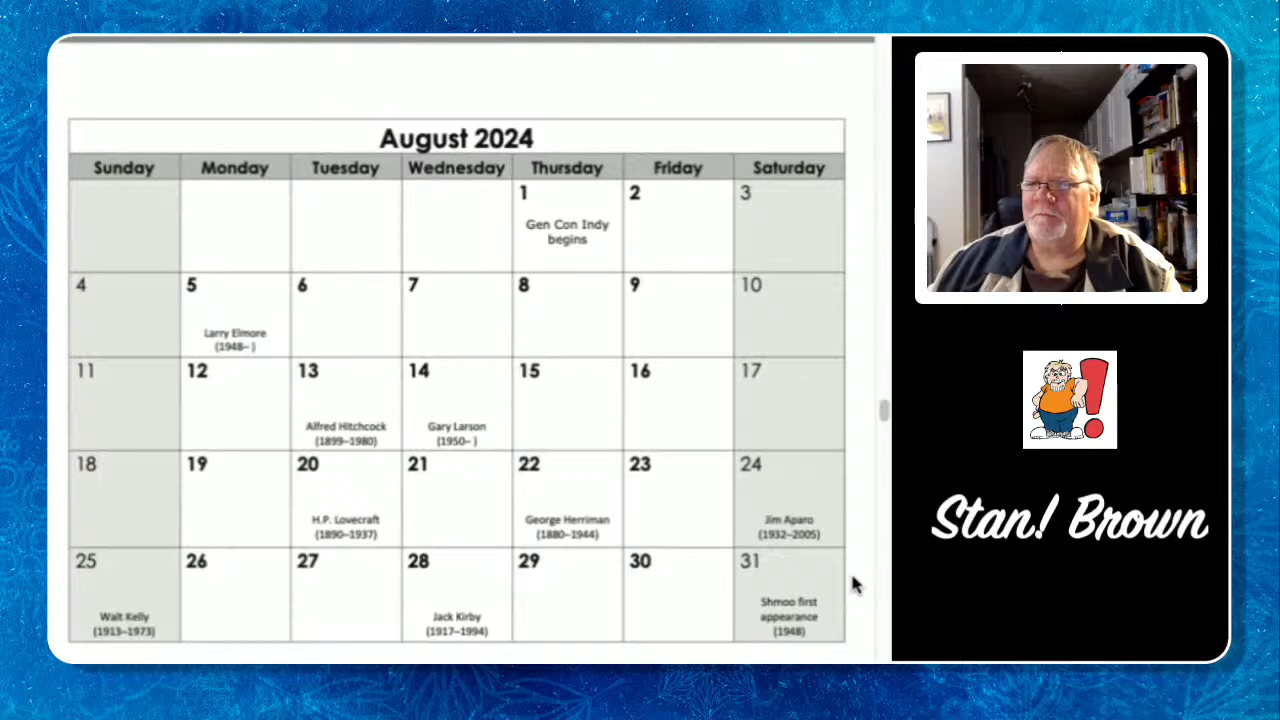 August 2024
Sunday Monday Tuesday Wednesday Thursday Friday Saturday
1 2 3
Gen Con Indy
begins
4 5 6 7 8 9 10
Larry Elmore
(1948– )
11 12 13 14 15 16 17
Alfred Hitchcock Gary Larson
(1899–1980) (1950– )
18 19 20 21 22 23 24
H.P. Lovecraft George Herriman Jim Aparo
(1890–1937) (1880–1944) (1932–2005)
25 26 27 28 29 30 31
Shmoo first
Walt Kelly Jack Kirby appearance
(1913–1973) (1917–1994) (1948)
Stan! Brown